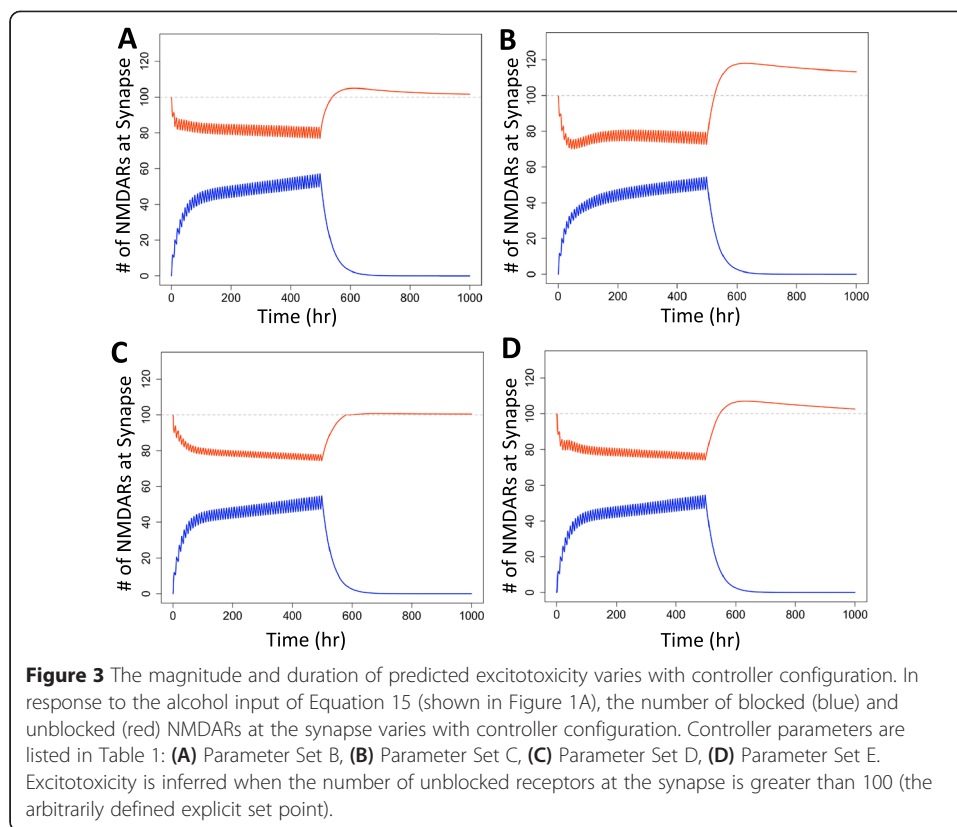 A
# of NMDARs at Synapse
120
100
80
60
40
20
0
0 200 400 600 800 1000
Time (hr)
B
# of NMDARs at Synapse
120
100
80
60
40
20
0
0 200 400 600 800 1000
Time (hr)
C
# of NMDARs at Synapse
120
100
80
60
40
20
0
0 200 400 600 800 1000
Time (hr)
D
# of NMDARs at Synapse
120
100
80
60
40
20
0
0 200 400 600 800 1000
Time (hr)
Figure 3 The magnitude and duration of predicted excitotoxicity varies with controller configuration. In
response to the alcohol input of Equation 15 (shown in Figure 1A), the number of blocked (blue) and
unblocked (red) NMDARs at the synapse varies with controller configuration. Controller parameters are
listed in Table 1: (A) Parameter Set B, (B) Parameter Set C, (C) Parameter Set D, (D) Parameter Set E.
Excitotoxicity is inferred when the number of unblocked receptors at the synapse is greater than 100 (the
arbitrarily defined explicit set point).